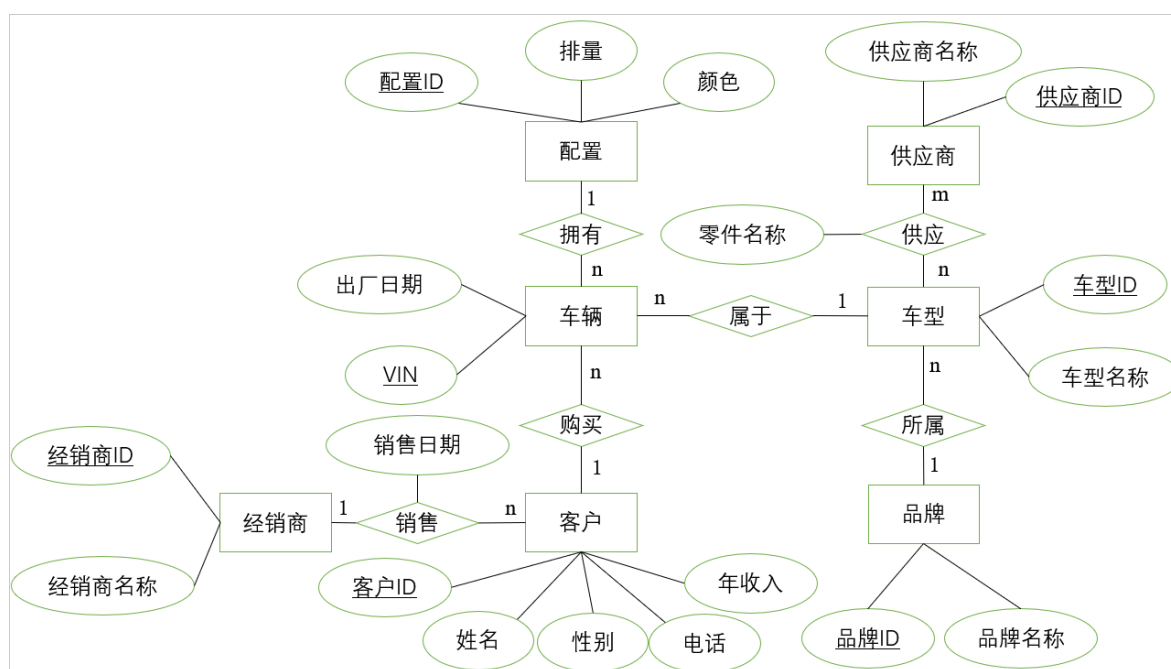 排量
供应商名称
配置ID
颜色
供应商ID
配置
供应商
1
m
拥有
零件名称
供应
n
n
出厂日期
车辆
n
属于
1
车型
车型ID
VIN
n
n
车型名称
购买
所属
经销商ID
销售日期
1
1
经销商
1
销售
n
客户
品牌
经销商名称
客户ID
年收入
姓名
性别
电话
品牌ID
品牌名称